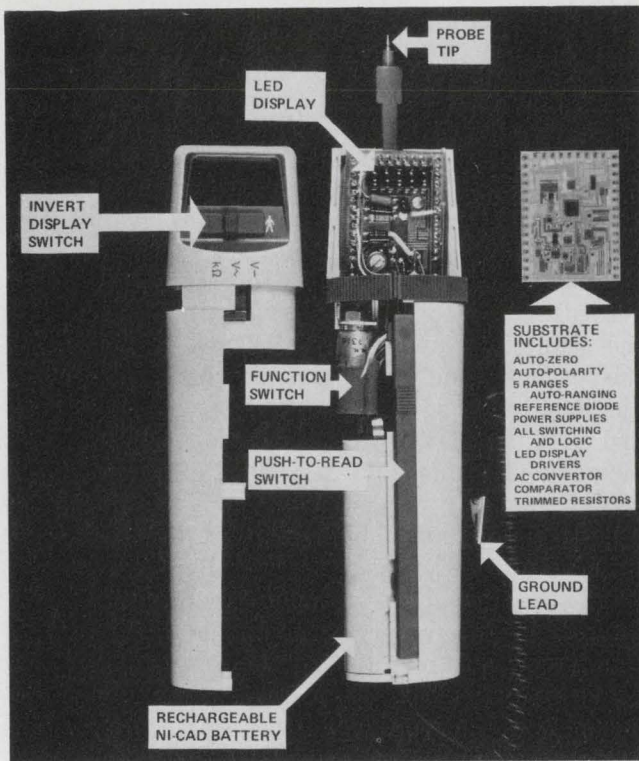 PROBE
TIP
LED
DISPLAY
INVERT
DISPLAY
SWITCH
kΩ
V~
V-
SUBSTRATE
INCLUDES:
AUTO-ZERO
AUTO-POLARITY
5 RANGES
AUTO-RANGING
REFERENCE DIODE
POWER SUPPLIES
ALL SWITCHING
AND LOGIC
LED DISPLAY
DRIVERS
AC CONVERTOR
COMPARATOR
TRIMMED RESISTORS
FUNCTION
SWITCH
PUSH-TO-READ
SWITCH
GROUND
LEAD
RECHARGEABLE
NI-CAD BATTERY